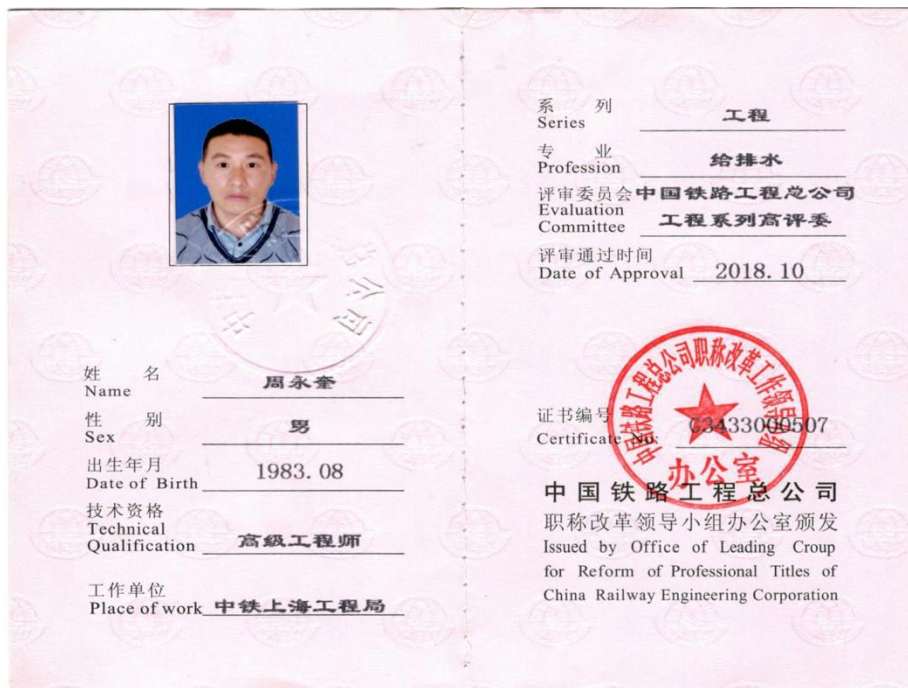 姓名
Name 周永奎
性别
Sex 男
出生年月
Date of Birth 1983.08
技术资格
Technical
Qualification 高级工程师
工作单位
Place of work 中铁上海工程局
系列
Series 工程
专业
Profession 给排水
评审委员会 中国铁路工程总公司
Evaluation
Committee 工程系列高评委
评审通过时间
Date of Approval 2018.10
中国铁路工程总公司职称改革工作领导小组
办公室
证书编号
Certificate No: G3433000507
中国铁路工程总公司
职称改革领导小组办公室颁发
Issued by Office of Leading Croup
for Reform of Professional Titles of
China Railway Engineering Corporation